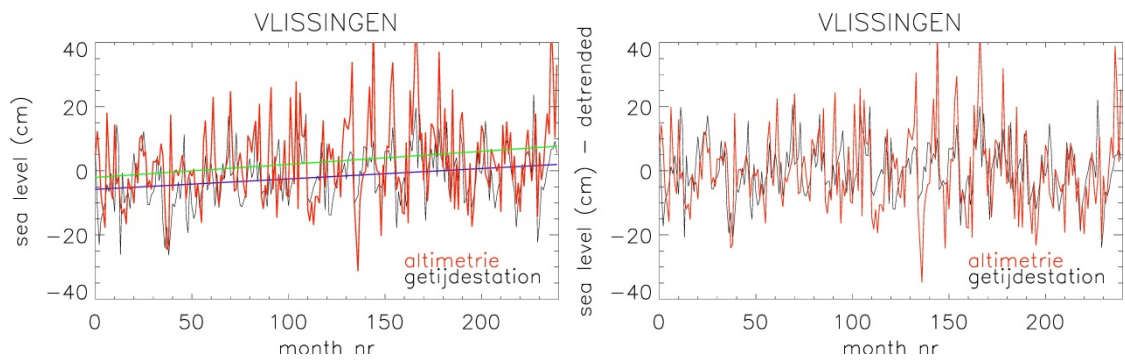 VLISSINGEN
40
20
0
−20
−40
sea level (cm)
altimetrie
getijdestation
0 50 100 150 200
month nr
VLISSINGEN
40
20
0
−20
−40
sea level (cm) − detrended
altimetrie
getijdestation
0 50 100 150 200
month nr